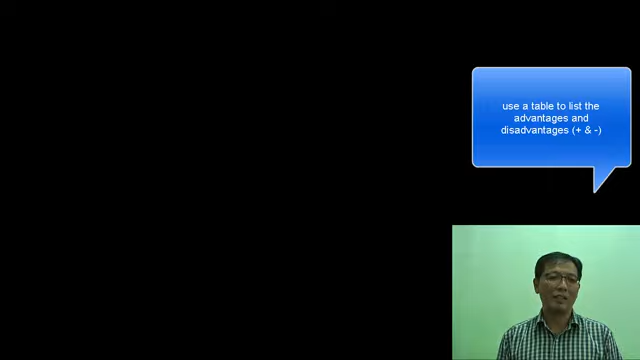 use a table to list the
advantages and
disadvantages (+ & -)